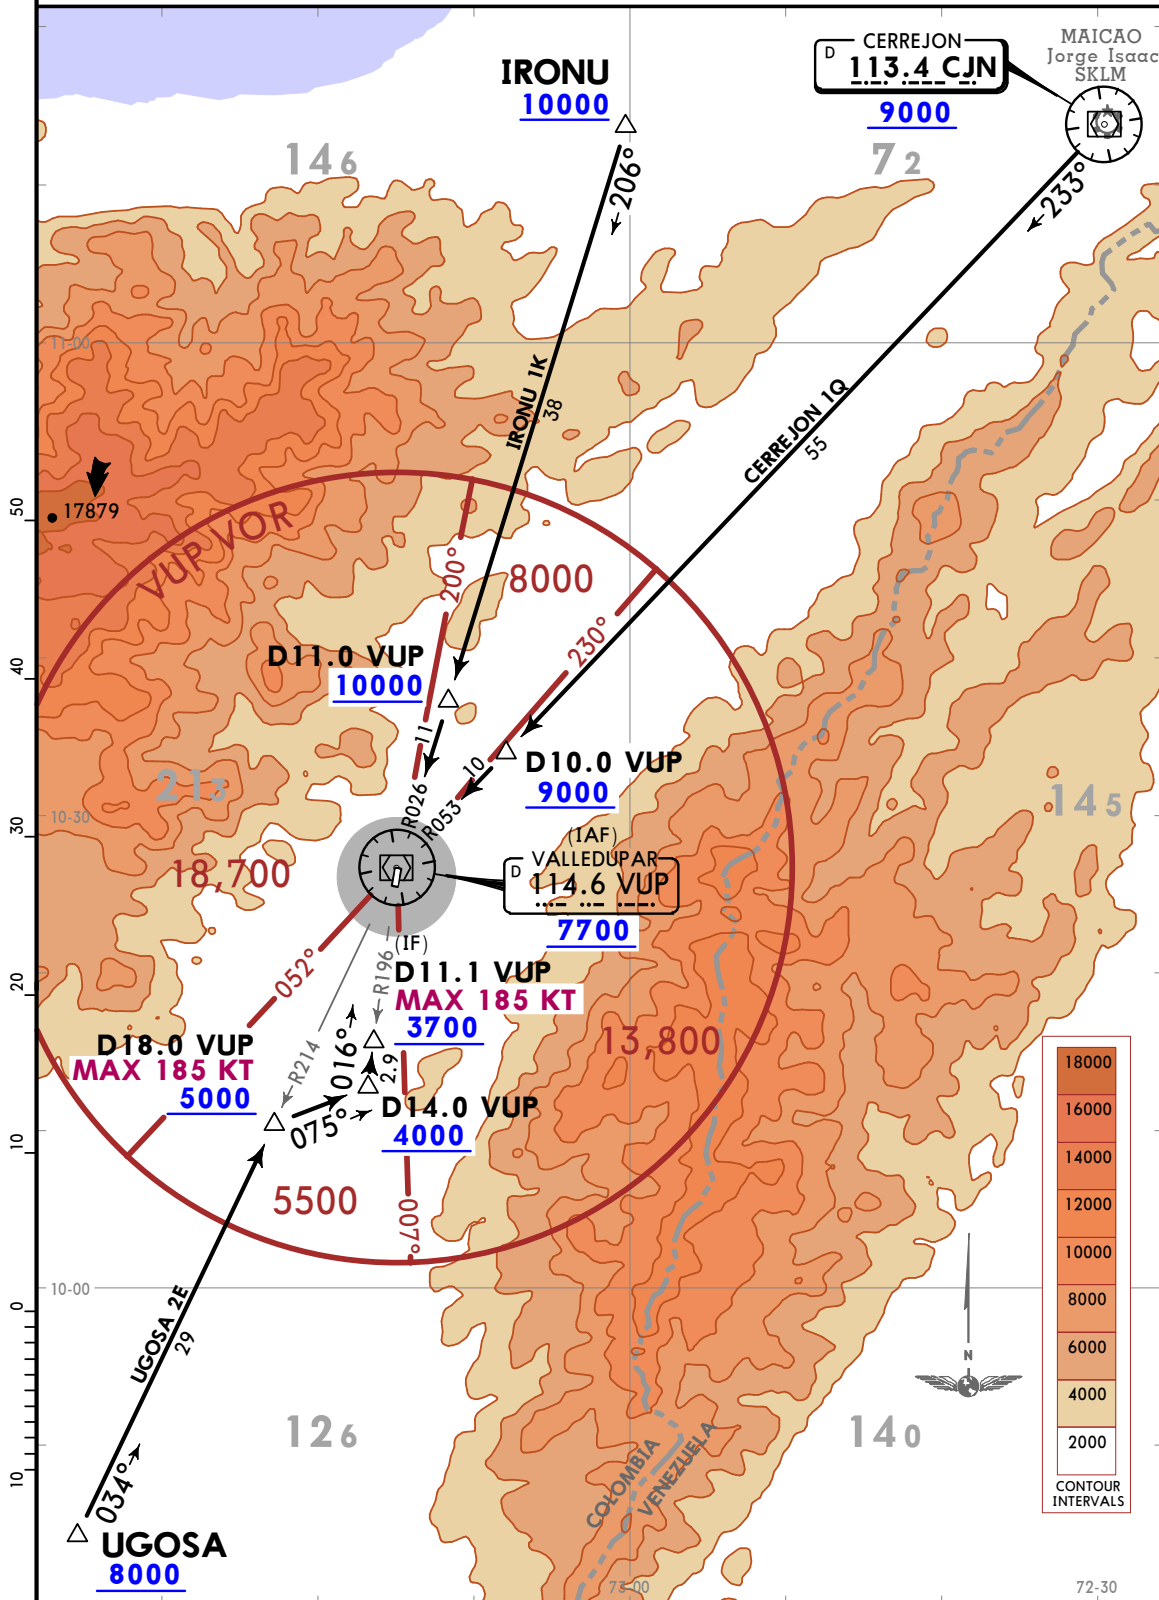 IRONU
10000
206°
CERREJON
D 113.4 CJN
9000
MAICAO
Jorge Isaac
SKLM
233°
146
72
11-00
IRONU 1K
38
CERREJON 1Q
55
17879
VUP VOR
200°
8000
230°
D11.0 VUP
10000
11
10
D10.0 VUP
9000
R026
R053
213
10-30
145
(IAF)
VALLEDUPAR
D 114.6 VUP
7700
18,700
052°
(IF)
R196
D11.1 VUP
MAX 185 KT
3700
13,800
D18.0 VUP
MAX 185 KT
5000
R214
016°
2.9
075°
D14.0 VUP
4000
5500
007°
10-00
UGOSA 2E
29
126
140
034°
UGOSA
8000
COLOMBIA
VENEZUELA
73-00
72-30
N
50
40
30
20
10
0
10
18000
16000
14000
12000
10000
8000
6000
4000
2000
CONTOUR
INTERVALS